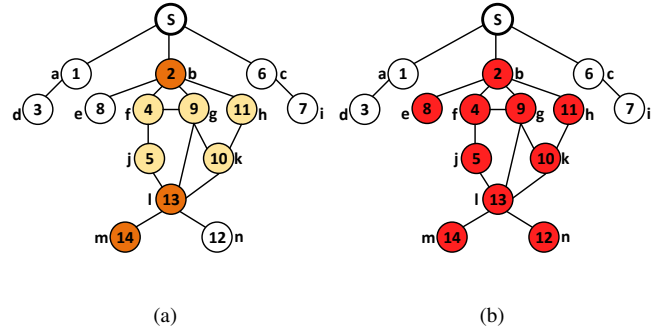 S S
a 1 2 b 6 c a 1 2 b 6 c
d 3 e 8 f 4 9 g 11 h 7 i d 3 e 8 f 4 9 g 11 h 7 i
j 5 10 k j 5 10 k
l 13 l 13
m 14 12 n m 14 12 n
(a) (b)